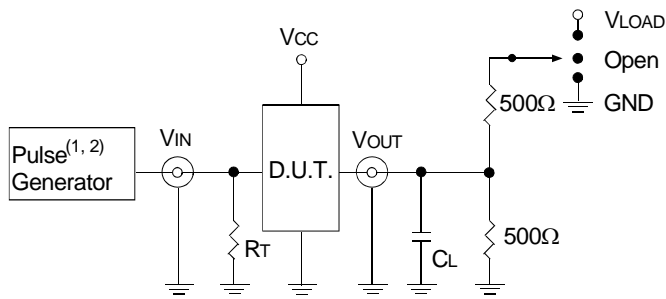 VLOAD
VCC
Open
500Ω
GND
Pulse(1, 2)
Generator
VIN
D.U.T.
VOUT
RT
CL
500Ω